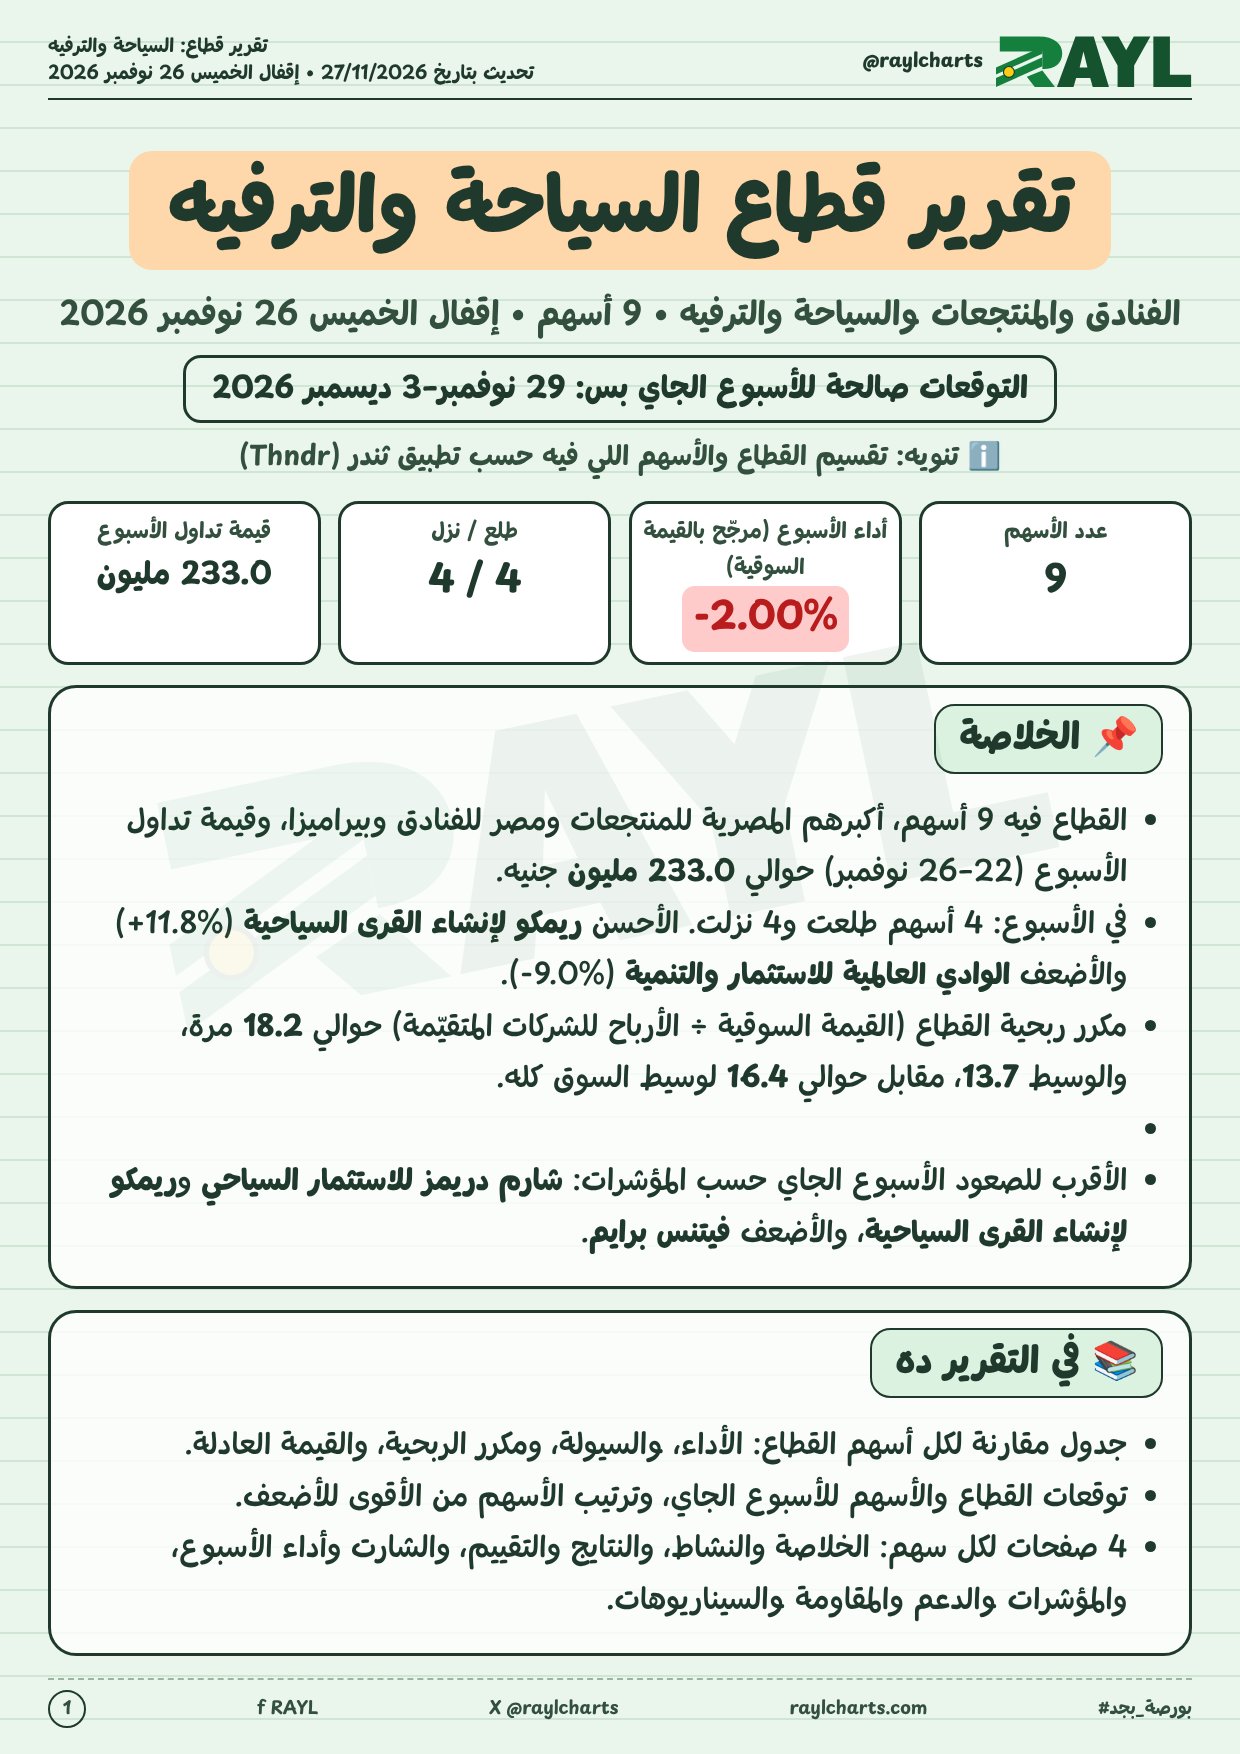 RAYL
@raylcharts
تقرير قطاع: السياحة والترفيه
تحديث بتاريخ 27/11/2026 • إقفال الخميس 26 نوفمبر 2026
تقرير قطاع السياحة والترفيه
الفنادق والمنتجعات والسياحة والترفيه • 9 أسهم • إقفال الخميس 26 نوفمبر 2026
التوقعات صالحة للأسبوع الجاي بس: 29 نوفمبر–3 ديسمبر 2026
ℹ️ تنويه: تقسيم القطاع والأسهم اللي فيه حسب تطبيق ثندر (Thndr)
عدد الأسهم
9
أداء الأسبوع (مرجّح بالقيمة
السوقية)
-2.00%
طلع / نزل
4 / 4
قيمة تداول الأسبوع
233.0 مليون
📌 الخلاصة
• القطاع فيه 9 أسهم، أكبرهم المصرية للمنتجعات ومصر للفنادق وبيراميزا، وقيمة تداول
الأسبوع (22–26 نوفمبر) حوالي 233.0 مليون جنيه.
• في الأسبوع: 4 أسهم طلعت و4 نزلت. الأحسن ريمكو لإنشاء القرى السياحية (+11.8%)
والأضعف الوادي العالمية للاستثمار والتنمية (-9.0%).
• مكرر ربحية القطاع (القيمة السوقية ÷ الأرباح للشركات المتقيّمة) حوالي 18.2 مرة،
والوسيط 13.7، مقابل حوالي 16.4 لوسيط السوق كله.
•
• الأقرب للصعود الأسبوع الجاي حسب المؤشرات: شارم دريمز للاستثمار السياحي وريمكو
لإنشاء القرى السياحية، والأضعف فيتنس برايم.
📚 في التقرير دة
• جدول مقارنة لكل أسهم القطاع: الأداء، والسيولة، ومكرر الربحية، والقيمة العادلة.
• توقعات القطاع والأسهم للأسبوع الجاي، وترتيب الأسهم من الأقوى للأضعف.
• 4 صفحات لكل سهم: الخلاصة والنشاط، والنتايج والتقييم، والشارت وأداء الأسبوع،
والمؤشرات والدعم والمقاومة والسيناريوهات.
#بورصة_بجد
raylcharts.com
X @raylcharts
f RAYL
1